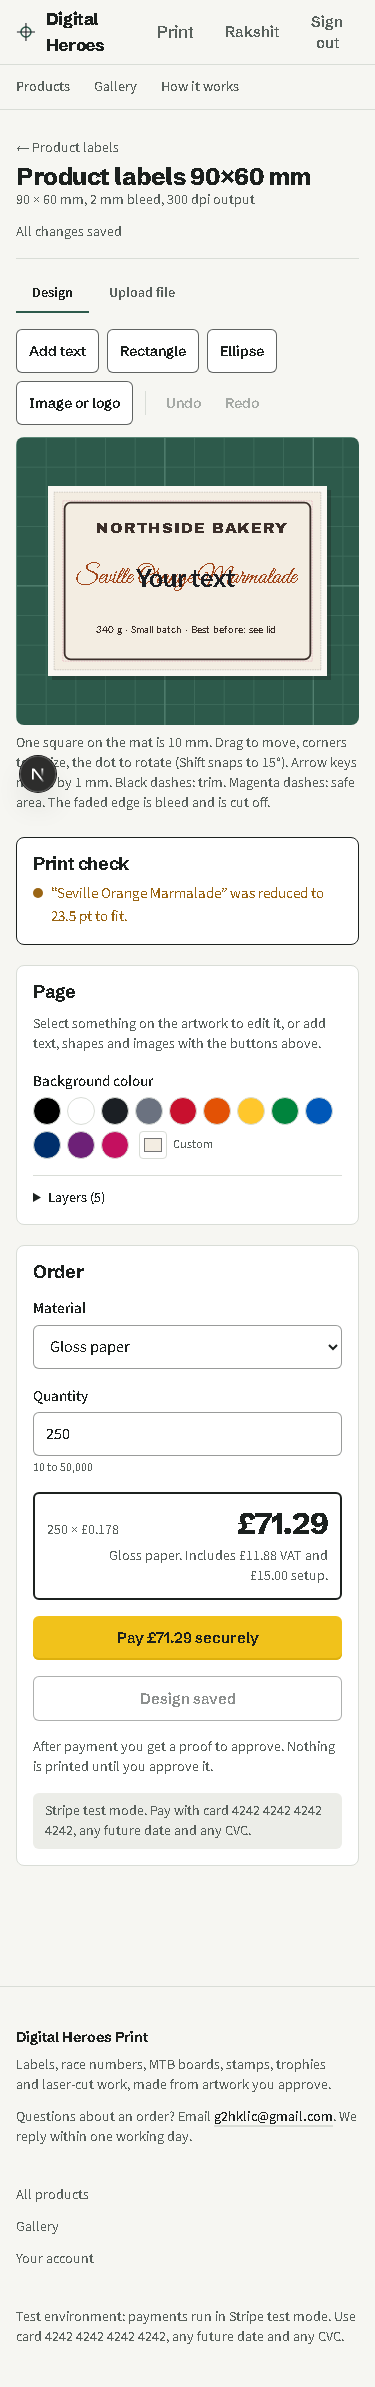 Digital Heroes
Print
Rakshit
Sign out
Products
Gallery
How it works
← Product labels
Product labels 90×60 mm
90 × 60 mm, 2 mm bleed, 300 dpi output
All changes saved
Design
Upload file
Add text
Rectangle
Ellipse
Image or logo
Undo
Redo
NORTHSIDE BAKERY
Seville Orange Marmalade
Your text
340 g · Small batch · Best before: see lid
One square on the mat is 10 mm. Drag to move, corners
ize, the dot to rotate (Shift snaps to 15°). Arrow keys
by 1 mm. Black dashes: trim. Magenta dashes: safe
area. The faded edge is bleed and is cut off.
N
Print check
“Seville Orange Marmalade” was reduced to
23.5 pt to fit.
Page
Select something on the artwork to edit it, or add
text, shapes and images with the buttons above.
Background colour
Custom
Layers (5)
Order
Material
Gloss paper
Quantity
250
10 to 50,000
250 × £0.178
£71.29
Gloss paper. Includes £11.88 VAT and
£15.00 setup.
Pay £71.29 securely
Design saved
After payment you get a proof to approve. Nothing
is printed until you approve it.
Stripe test mode. Pay with card 4242 4242 4242
4242, any future date and any CVC.
Digital Heroes Print
Labels, race numbers, MTB boards, stamps, trophies
and laser-cut work, made from artwork you approve.
Questions about an order? Email g2hklic@gmail.com. We
reply within one working day.
All products
Gallery
Your account
Test environment: payments run in Stripe test mode. Use
card 4242 4242 4242 4242, any future date and any CVC.